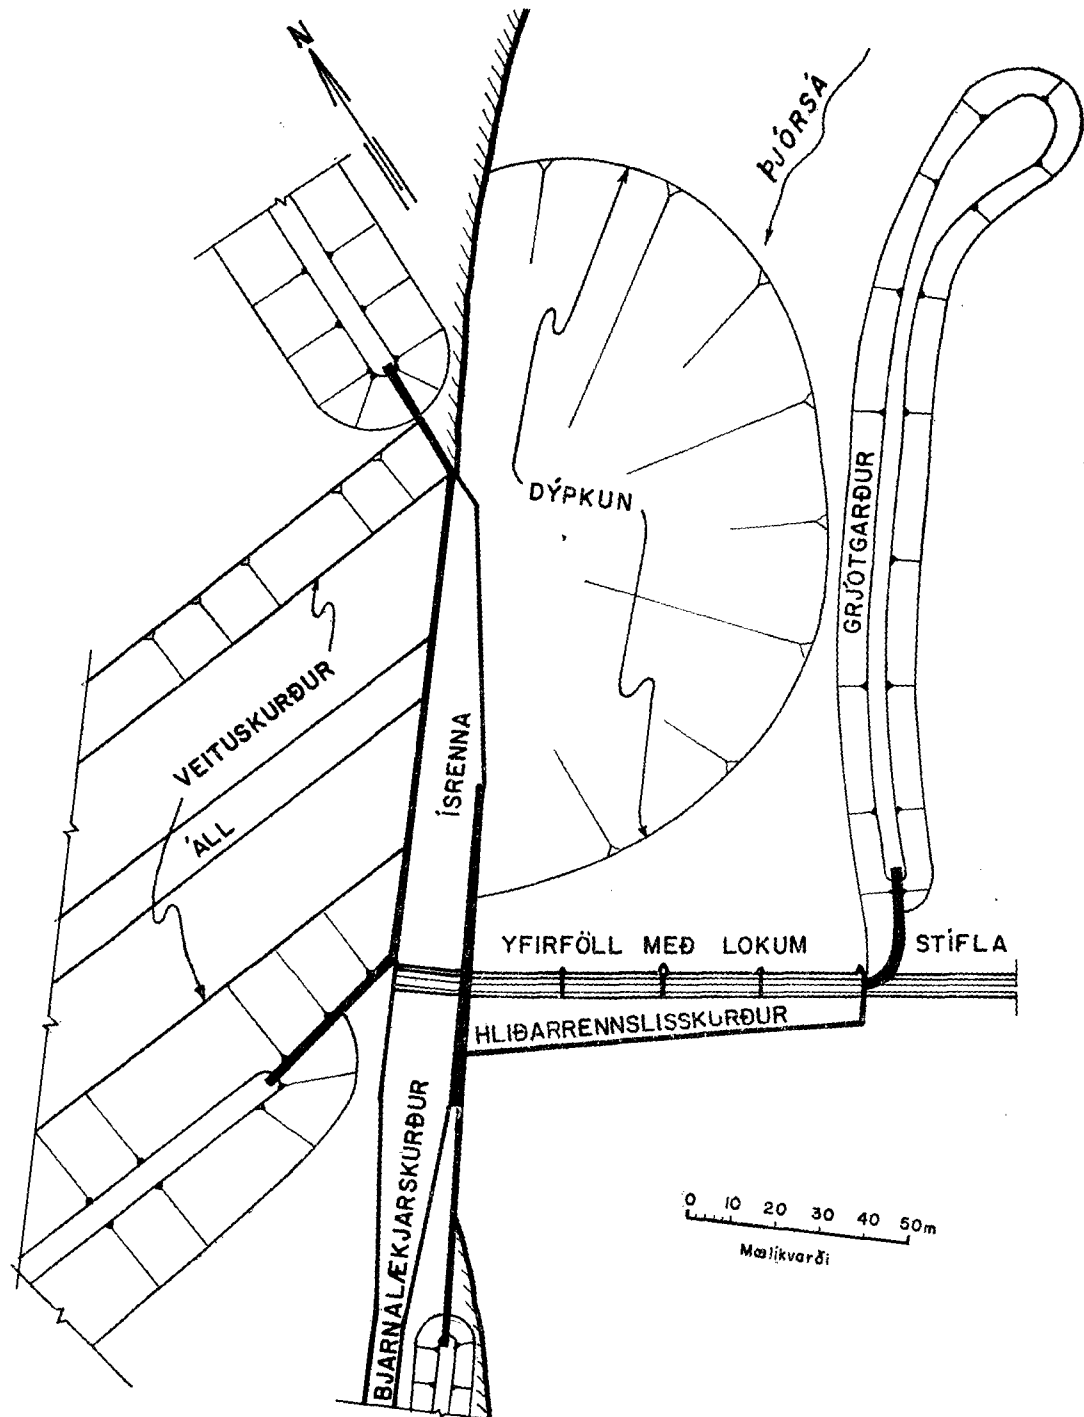 N
ÞJÓRSÁ
DÝPKUN
GRJÓTGARÐUR
VEITUSKURÐUR
ÍSRENNA
ÁLL
YFIRFÖLL MEÐ LOKUM
STÍFLA
HLIÐARRENNSLISSKURÐUR
BJARNALÆKJARSKURÐUR
0 10 20 30 40 50m
Mælikvarði